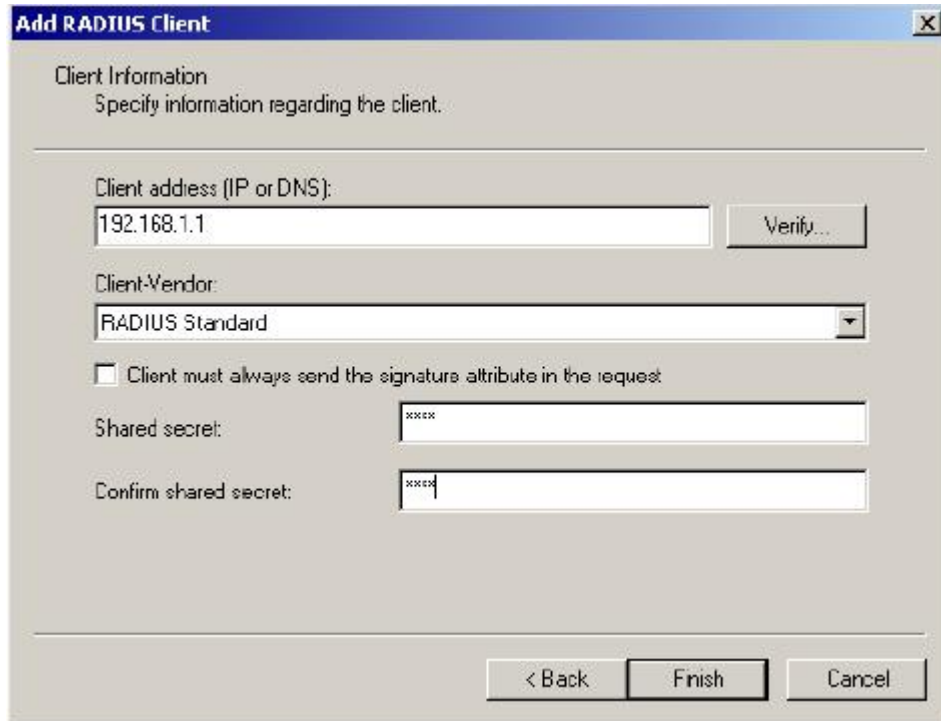 Add RADIUS Client
Client Information
Specify information regarding the client.
Client address (IP or DNS):
192.168.1.1
Verify...
Client-Vendor:
RADIUS Standard
Client must always send the signature attribute in the request
Shared secret:
****
Confirm shared secret:
****
< Back
Finish
Cancel